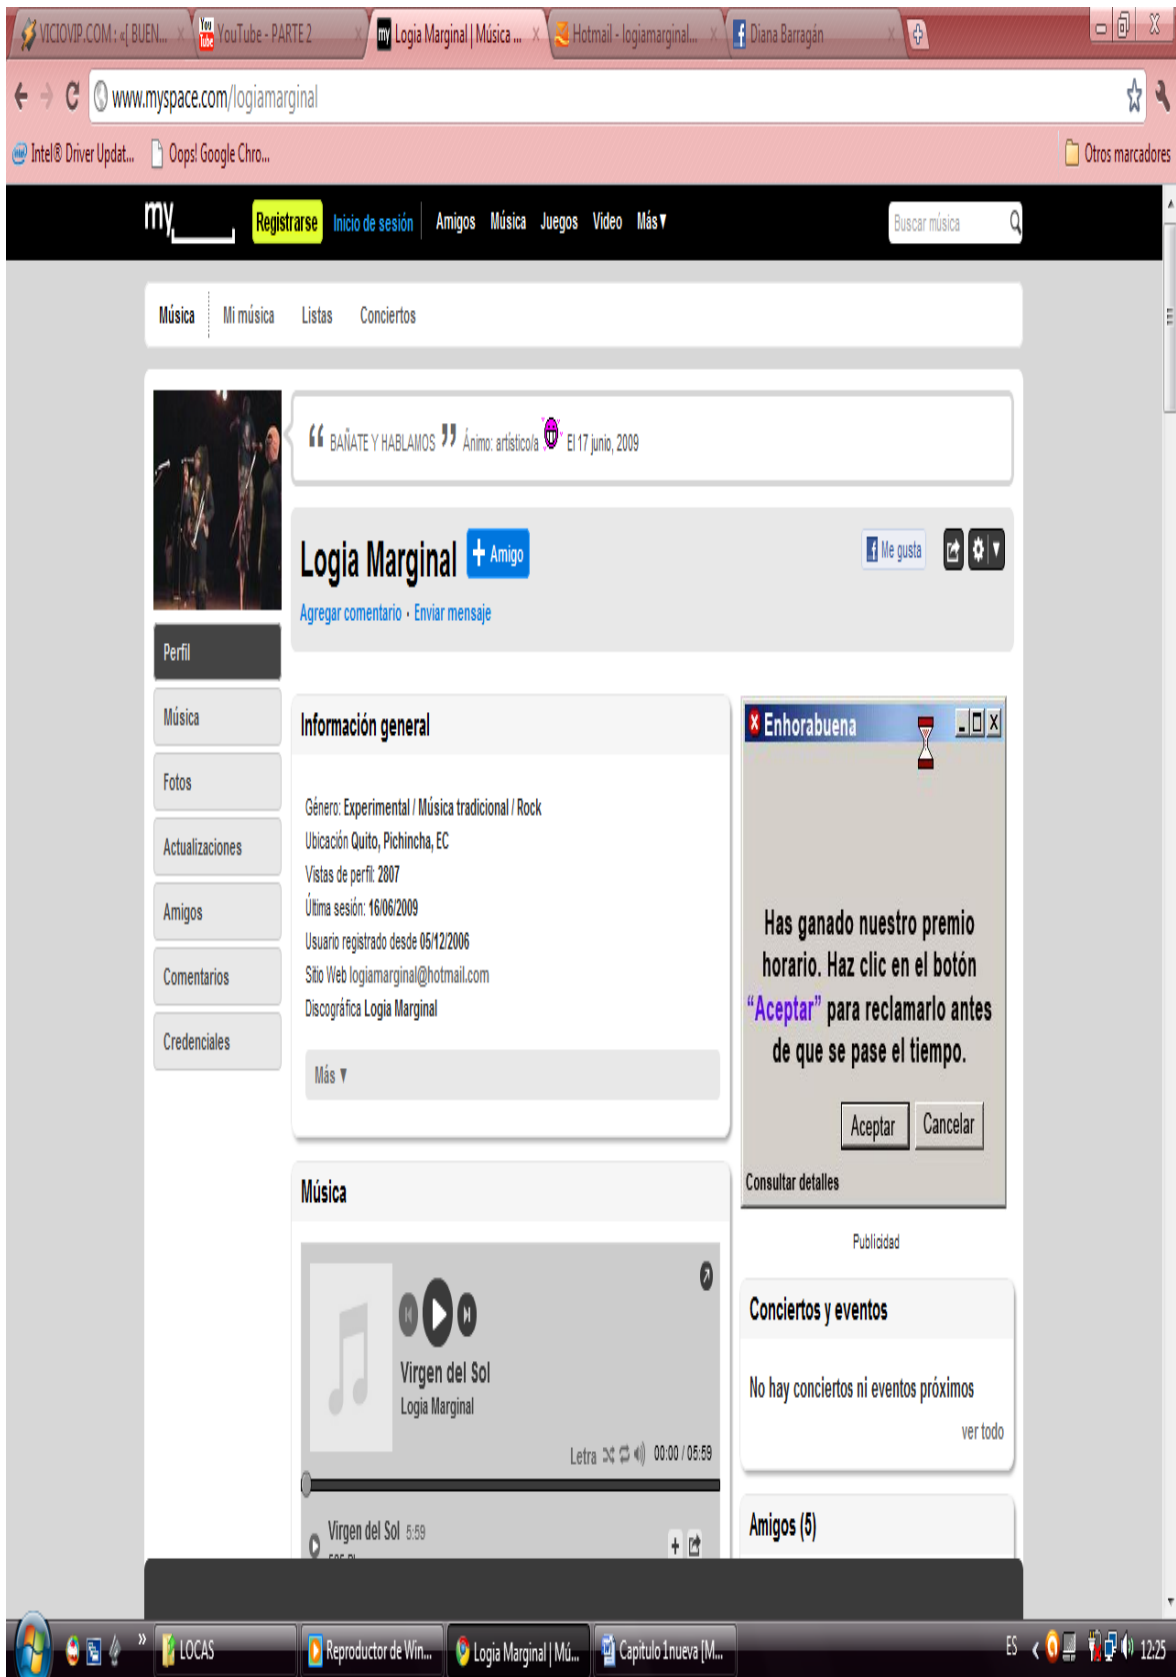 VICIOVIP.COM : «[ BUEN...
YouTube - PARTE 2
Logia Marginal | Música ...
Hotmail - logiamarginal...
Diana Barragán
www.myspace.com/logiamarginal
Intel® Driver Updat...
Oops! Google Chro...
Otros marcadores
my
Registrarse
Inicio de sesión
Amigos Música Juegos Video Más▼
Buscar música
Música Mi música Listas Conciertos
“ BAÑATE Y HABLAMOS ” Ánimo: artístico/a El 17 junio, 2009
Logia Marginal
+ Amigo
Me gusta
Agregar comentario - Enviar mensaje
Perfil
Música
Fotos
Actualizaciones
Amigos
Comentarios
Credenciales
Información general
Género: Experimental / Música tradicional / Rock
Ubicación Quito, Pichincha, EC
Vistas de perfil: 2807
Última sesión: 16/06/2009
Usuario registrado desde 05/12/2006
Sitio Web logiamarginal@hotmail.com
Discográfica Logia Marginal
Más ▼
Enhorabuena
Has ganado nuestro premio
horario. Haz clic en el botón
“Aceptar” para reclamarlo antes
de que se pase el tiempo.
Aceptar
Cancelar
Consultar detalles
Publicidad
Música
Virgen del Sol
Logia Marginal
Letra
00:00 / 05:59
Virgen del Sol 5:59
Conciertos y eventos
No hay conciertos ni eventos próximos
ver todo
Amigos (5)
LOCAS
Reproductor de Win...
Logia Marginal | Mú...
Capitulo 1nueva [M...
ES
12:25